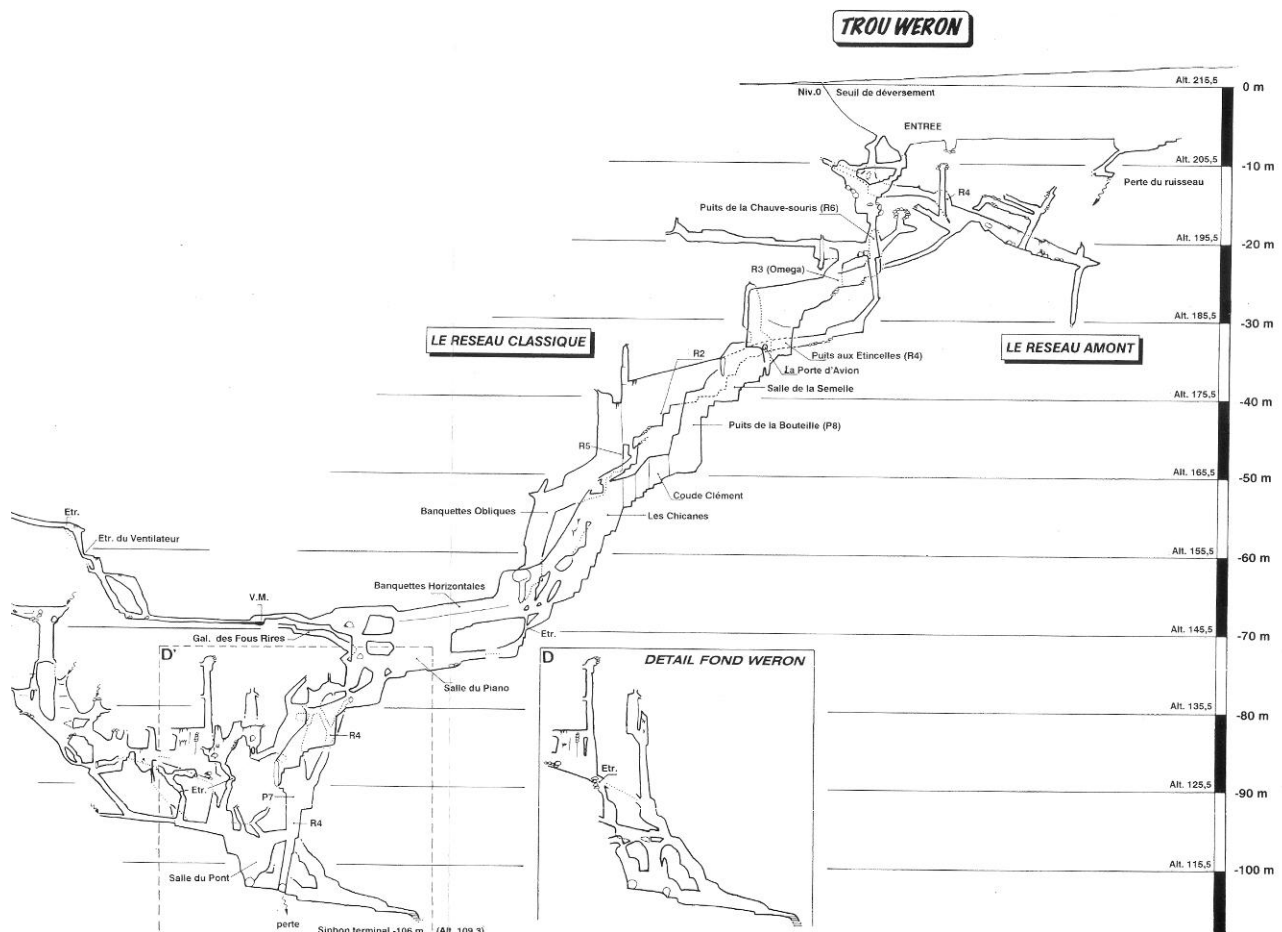 TROU WERON
Alt. 215,5
0 m
Niv.0
Seuil de déversement
ENTREE
Alt. 205,5
-10 m
Perte du ruisseau
R4
Puits de la Chauve-souris (R6)
Alt. 195,5
-20 m
R3 (Omega)
Alt. 185,5
-30 m
LE RESEAU CLASSIQUE
LE RESEAU AMONT
R2
Puits aux Etincelles (R4)
La Porte d'Avion
Salle de la Semelle
Alt. 175,5
-40 m
Puits de la Bouteille (P8)
R5
Alt. 165,5
-50 m
Coude Clément
Banquettes Obliques
Les Chicanes
Etr.
Etr. du Ventilateur
Alt. 155,5
-60 m
Banquettes Horizontales
V.M.
Gal. des Fous Rires
Etr.
Alt. 145,5
-70 m
D'
D
DETAIL FOND WERON
Salle du Piano
Alt. 135,5
-80 m
R4
Etr.
Etr.
Alt. 125,5
-90 m
P7
R4
Alt. 115,5
-100 m
Salle du Pont
perte
Siphon terminal -106 m (Alt. 109,3)